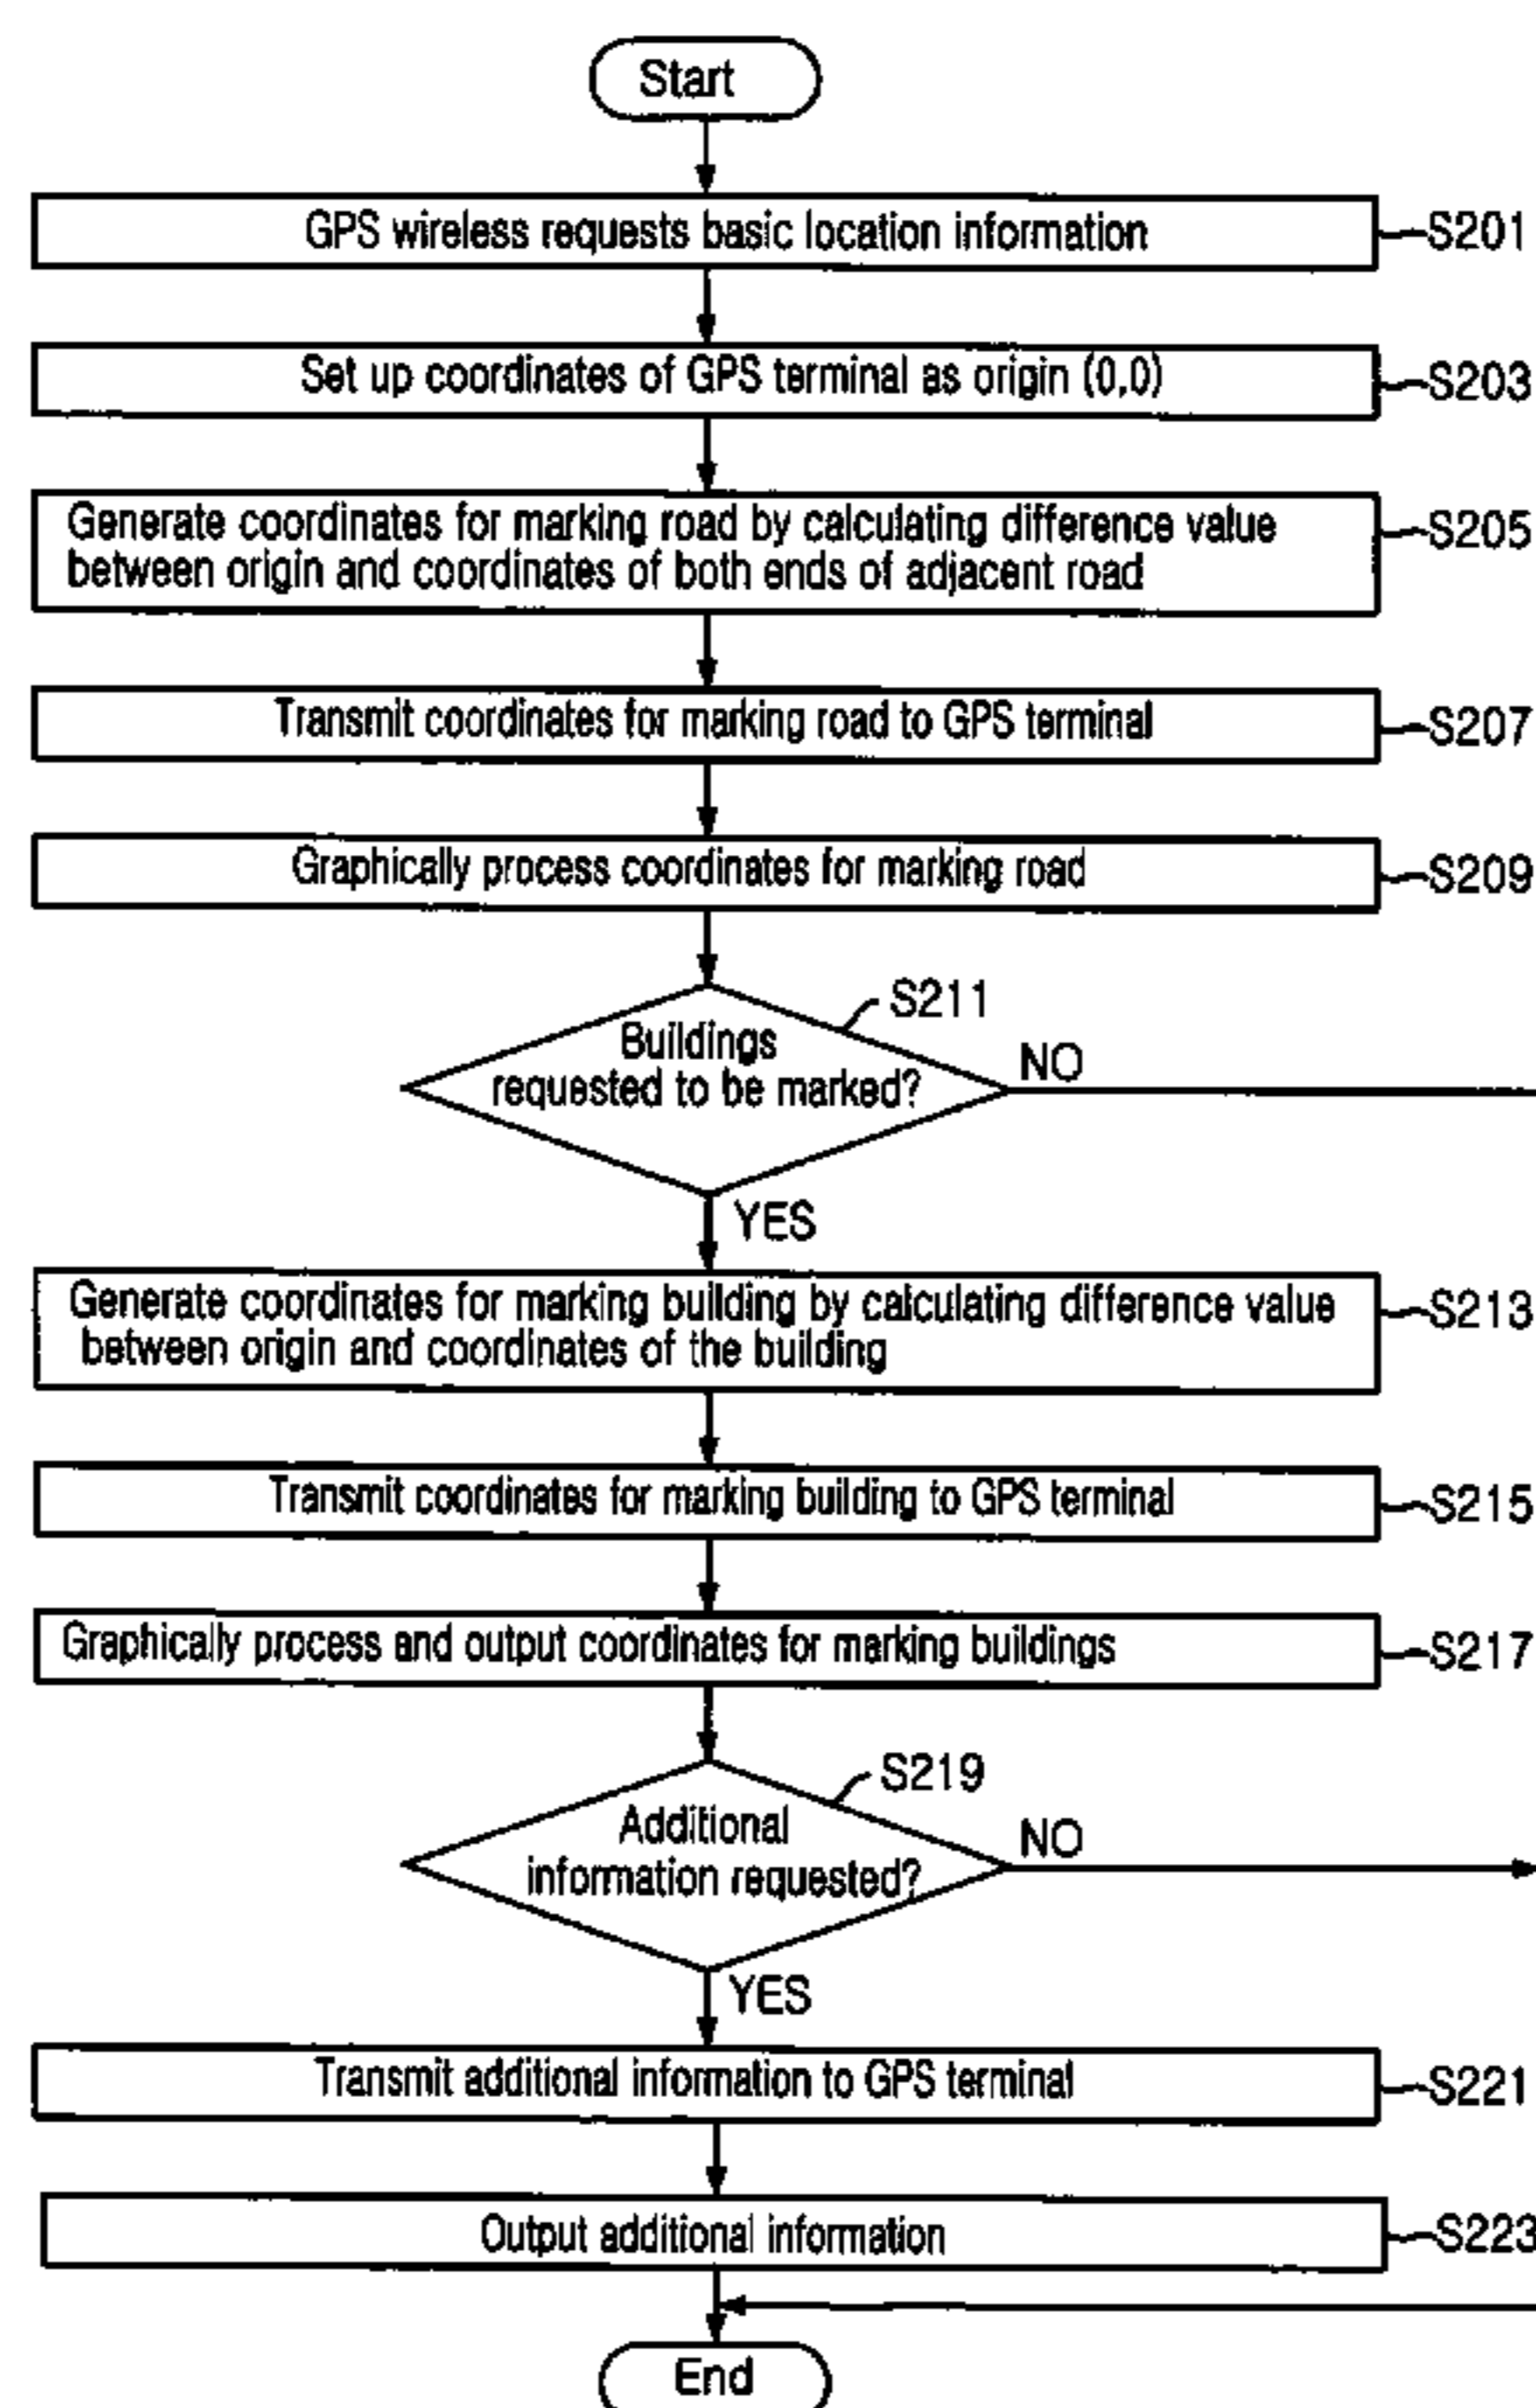 Start
GPS wireless requests basic location information
S201
Set up coordinates of GPS terminal as origin (0,0)
S203
Generate coordinates for marking road by calculating difference value
between origin and coordinates of both ends of adjacent road
S205
Transmit coordinates for marking road to GPS terminal
S207
Graphically process coordinates for marking road
S209
S211
Buildings
requested to be marked?
NO
YES
Generate coordinates for marking building by calculating difference value
between origin and coordinates of the building
S213
Transmit coordinates for marking building to GPS terminal
S215
Graphically process and output coordinates for marking buildings
S217
S219
Additional
information requested?
NO
YES
Transmit additional information to GPS terminal
S221
Output additional information
S223
End